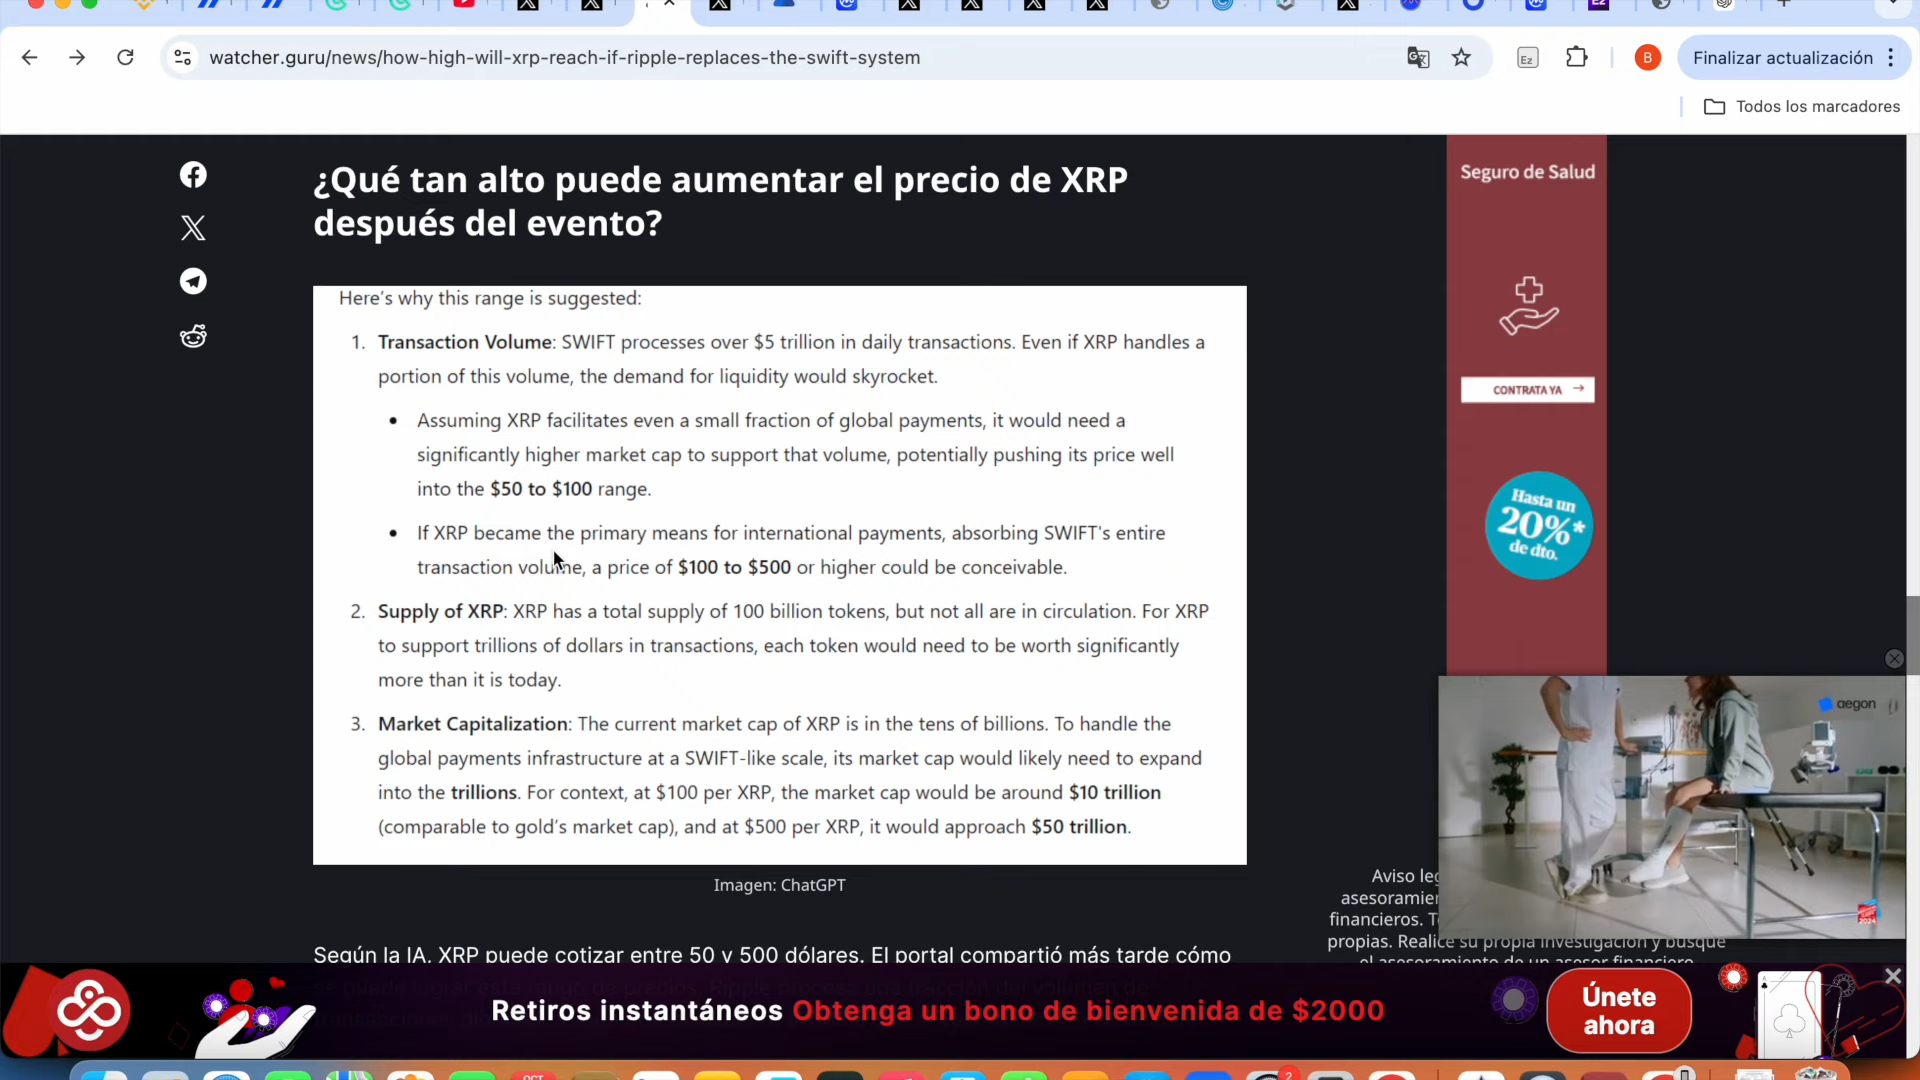 watcher.guru/news/how-high-will-xrp-reach-if-ripple-replaces-the-swift-system
Ez
B
Finalizar actualización
Todos los marcadores
¿Qué tan alto puede aumentar el precio de XRP
después del evento?
Here's why this range is suggested:
1. Transaction Volume: SWIFT processes over $5 trillion in daily transactions. Even if XRP handles a
portion of this volume, the demand for liquidity would skyrocket.
• Assuming XRP facilitates even a small fraction of global payments, it would need a
significantly higher market cap to support that volume, potentially pushing its price well
into the $50 to $100 range.
• If XRP became the primary means for international payments, absorbing SWIFT's entire
transaction volume, a price of $100 to $500 or higher could be conceivable.
2. Supply of XRP: XRP has a total supply of 100 billion tokens, but not all are in circulation. For XRP
to support trillions of dollars in transactions, each token would need to be worth significantly
more than it is today.
3. Market Capitalization: The current market cap of XRP is in the tens of billions. To handle the
global payments infrastructure at a SWIFT-like scale, its market cap would likely need to expand
into the trillions. For context, at $100 per XRP, the market cap would be around $10 trillion
(comparable to gold's market cap), and at $500 per XRP, it would approach $50 trillion.
Imagen: ChatGPT
Según la IA, XRP puede cotizar entre 50 y 500 dólares. El portal compartió más tarde cómo
Seguro de Salud
CONTRATA YA →
Hasta un
20%*
de dto.
aegon
Aviso
financieros.
propias. Realice su propia investigación y busque
el asesoramiento de un asesor financiero
Retiros instantáneos Obtenga un bono de bienvenida de $2000
Únete
ahora
OCT
2